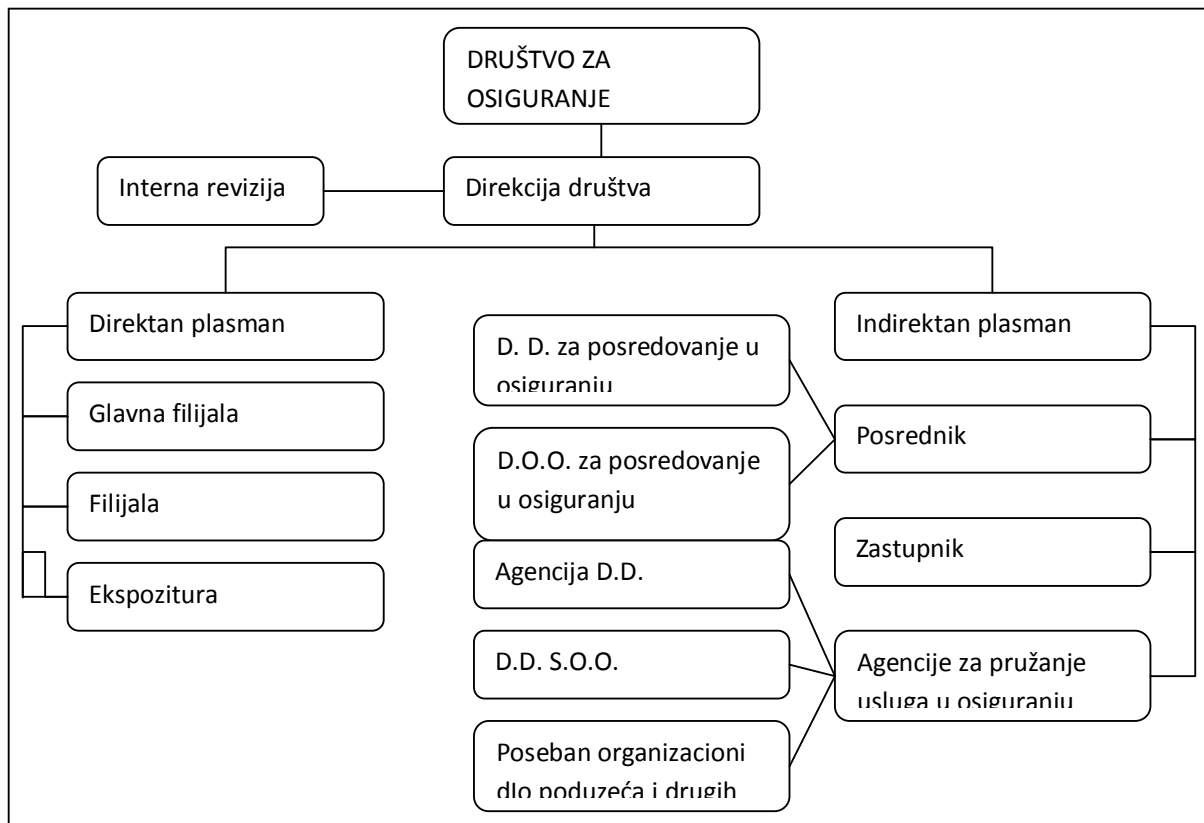 DRUŠTVO ZA
OSIGURANJE
Interna revizija
Direkcija društva
Direktan plasman
Glavna filijala
Filijala
Ekspozitura
D. D. za posredovanje u
osiguranju
D.O.O. za posredovanje
u osiguranju
Agencija D.D.
D.D. S.O.O.
Poseban organizacioni
dIo poduzeća i drugih
Indirektan plasman
Posrednik
Zastupnik
Agencije za pružanje
usluga u osiguranju